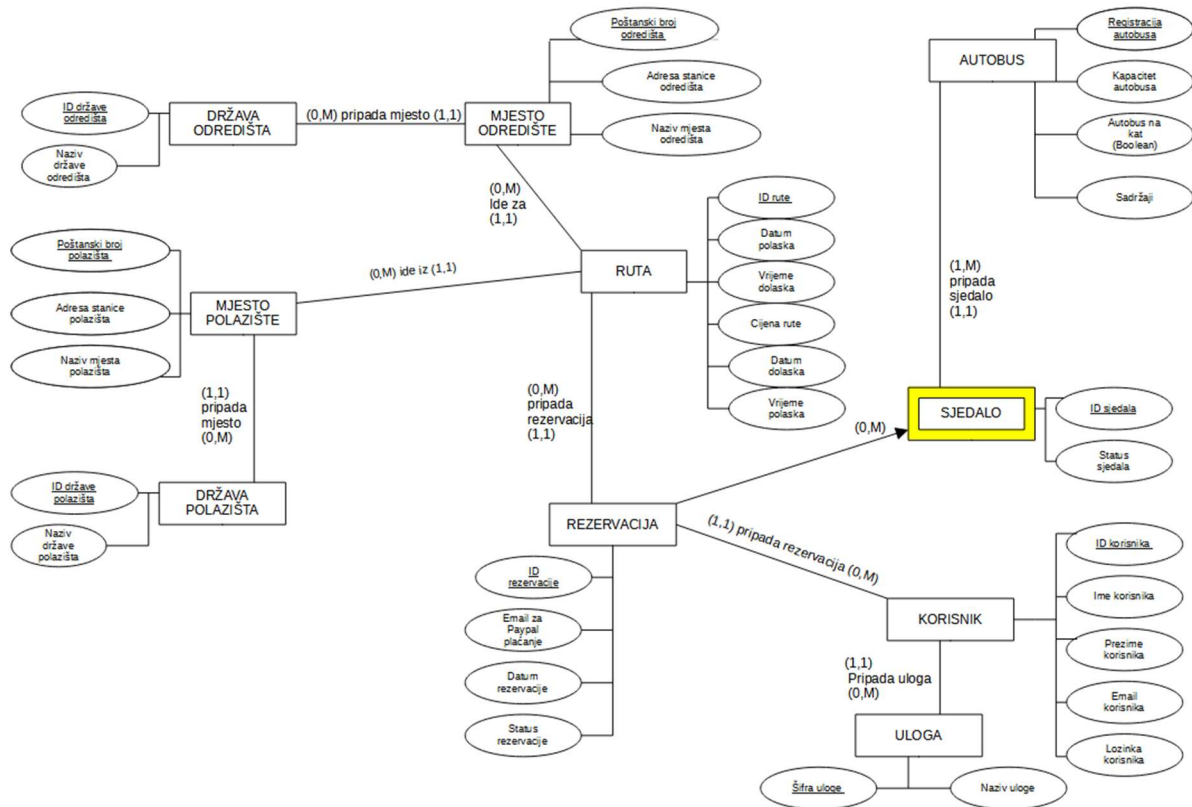 Poštanski broj
odredišta
Adresa stanice
odredišta
Naziv mjesta
odredišta
ID države
odredišta
Naziv
države
odredišta
DRŽAVA
ODREDIŠTA
(0,M) pripada mjesto (1,1)
MJESTO
ODREDIŠTE
(0,M)
Ide za
(1,1)
Registracija
autobusa
AUTOBUS
Kapacitet
autobusa
Autobus na
kat
(Boolean)
Sadržaji
Poštanski broj
polazišta
Adresa stanice
polazišta
Naziv mjesta
polazišta
MJESTO
POLAZIŠTE
(0,M) ide iz (1,1)
RUTA
ID rute
Datum
polaska
Vrijeme
dolaska
Cijena rute
Datum
dolaska
Vrijeme
polaska
(1,M)
pripada
sjedalo
(1,1)
(1,1)
pripada
mjesto
(0,M)
(0,M)
pripada
rezervacija
(1,1)
(0,M)
SJEDALO
ID sjedala
Status
sjedala
ID države
polazišta
Naziv
države
polazišta
DRŽAVA
POLAZIŠTA
REZERVACIJA
(1,1) pripada rezervacija (0,M)
ID
rezervacije
Email za
Paypal
plaćanje
Datum
rezervacije
Status
rezervacije
KORISNIK
ID korisnika
Ime korisnika
Prezime
korisnika
Email
korisnika
Lozinka
korisnika
(1,1)
Pripada uloga
(0,M)
ULOGA
Šifra uloge
Naziv uloge